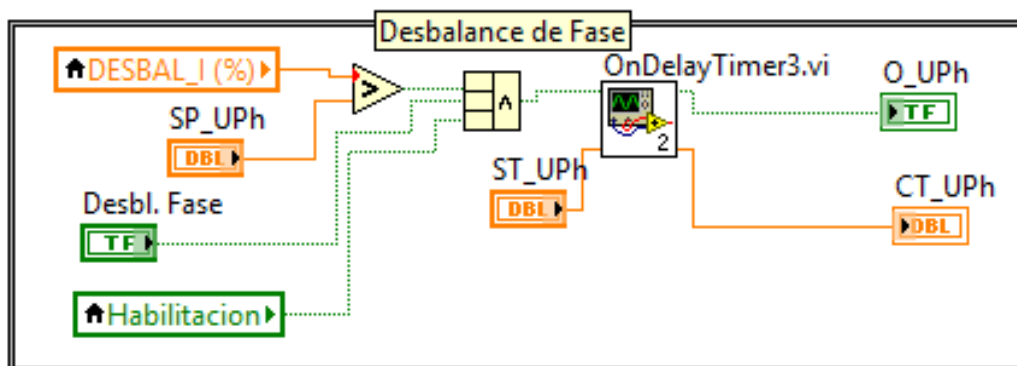 Desbalance de Fase
DESBAL_I (%)
OnDelayTimer3.vi
O_UPh
TF
SP_UPh
DBL
2
ST_UPh
DBL
CT_UPh
DBL
Desbl. Fase
TF
Habilitacion